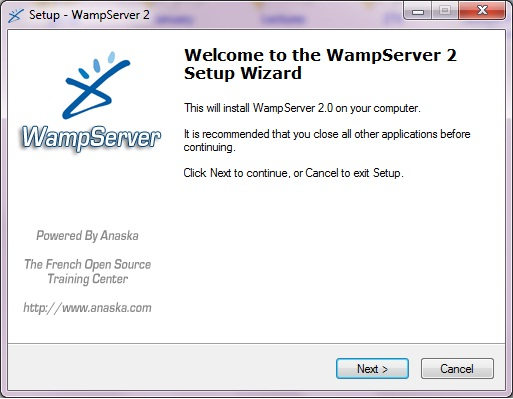 Setup - WampServer 2
Welcome to the WampServer 2
Setup Wizard
This will install WampServer 2.0 on your computer.
It is recommended that you close all other applications before
continuing.
Click Next to continue, or Cancel to exit Setup.
WampServer
Powered By Anaska
The French Open Source
Training Center
http://www.anaska.com
Next >
Cancel